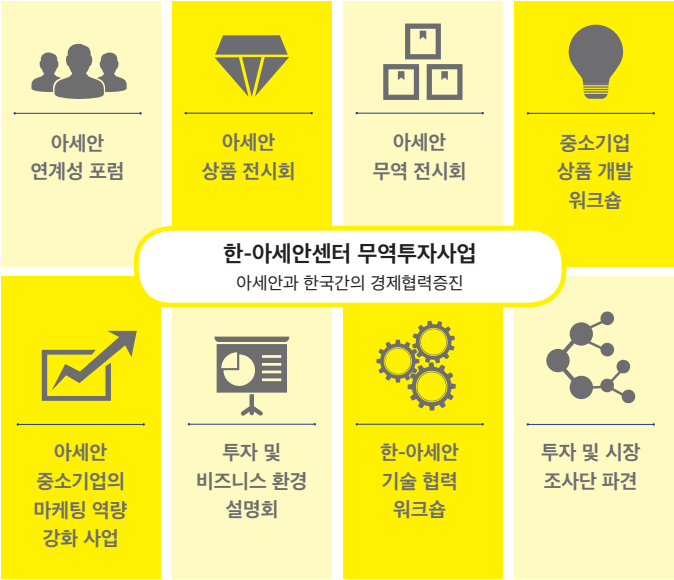 아세안
연계성 포럼
아세안
상품 전시회
아세안
무역 전시회
중소기업
상품 개발
워크숍
한-아세안센터 무역투자사업
아세안과 한국간의 경제협력증진
아세안
중소기업의
마케팅 역량
강화 사업
투자 및
비즈니스 환경
설명회
한-아세안
기술 협력
워크숍
투자 및 시장
조사단 파견